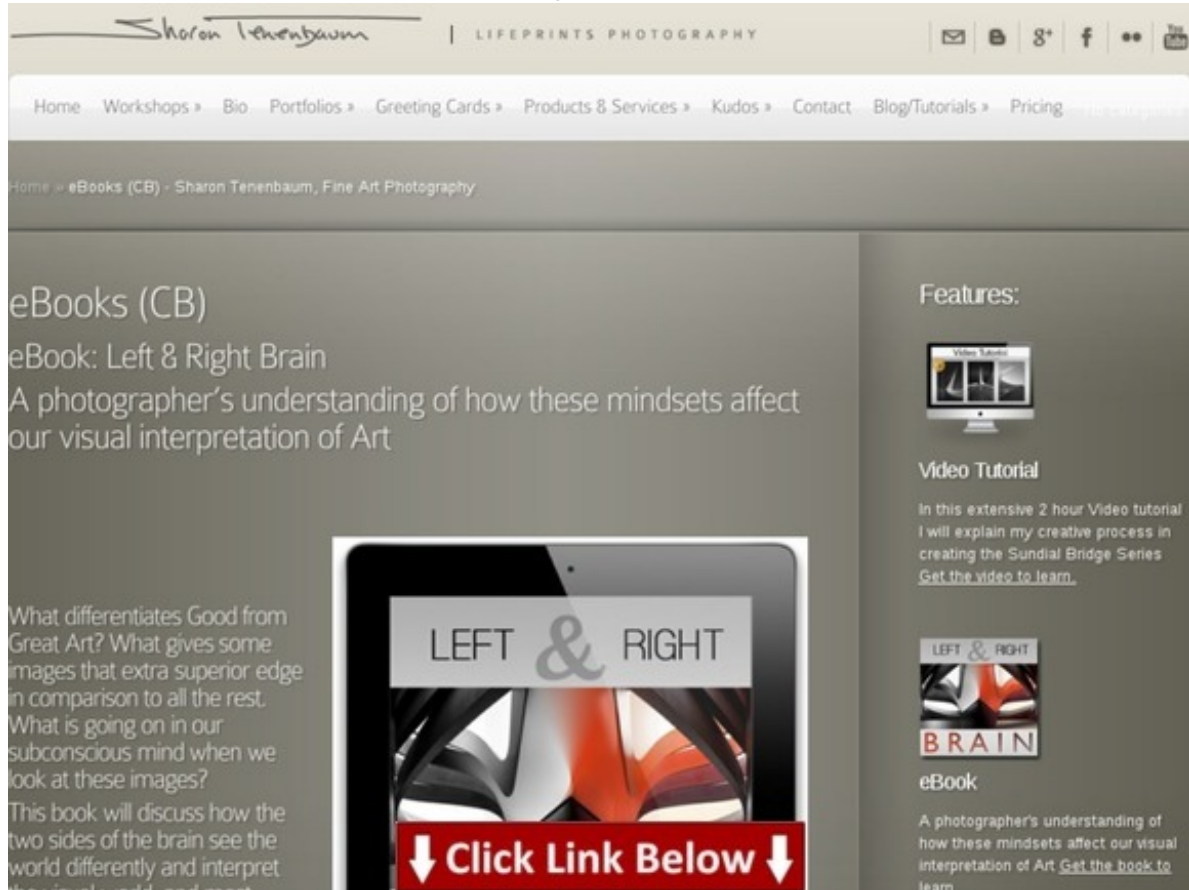 Sharon Tenenbaum | LIFEPRINTS PHOTOGRAPHY
Home Workshops » Bio Portfolios » Greeting Cards » Products & Services » Kudos » Contact Blog/Tutorials » Pricing
Home » eBooks (CB) - Sharon Tenenbaum, Fine Art Photography
eBooks (CB)
eBook: Left & Right Brain
A photographer's understanding of how these mindsets affect
our visual interpretation of Art
What differentiates Good from
Great Art? What gives some
images that extra superior edge
in comparison to all the rest.
What is going on in our
subconscious mind when we
look at these images?
This book will discuss how the
two sides of the brain see the
world differently and interpret
LEFT & RIGHT
Click Link Below
Features:
Video Tutorial
Video Tutorial
In this extensive 2 hour Video tutorial
I will explain my creative process in
creating the Sundial Bridge Series
Get the video to learn.
LEFT & RIGHT
BRAIN
eBook
A photographer's understanding of
how these mindsets affect our visual
interpretation of Art Get the book to
learn